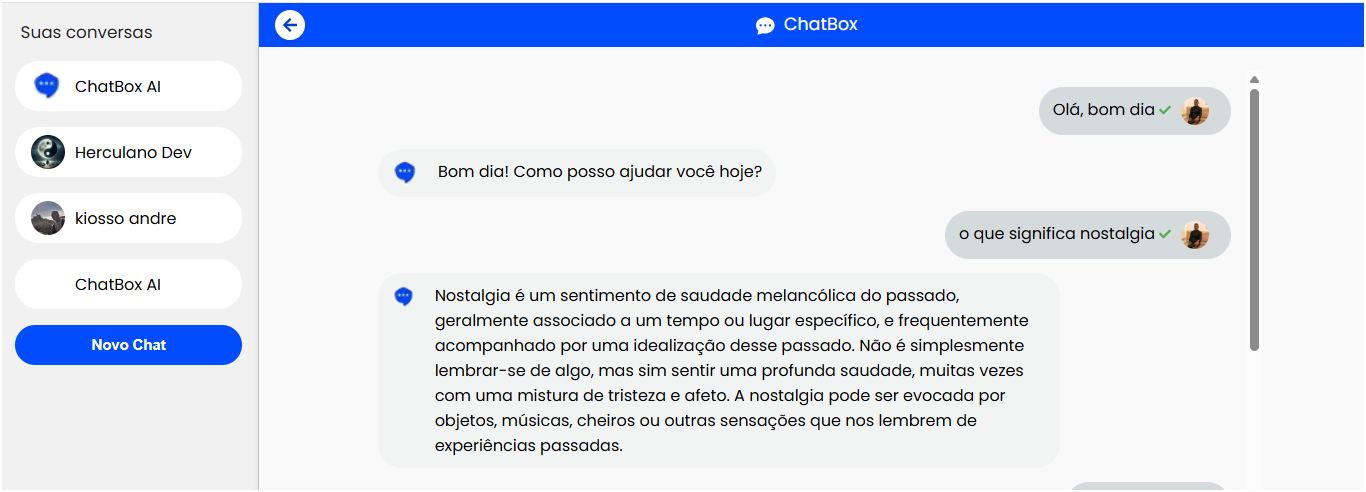 Suas conversas
ChatBox AI
Herculano Dev
kiosso andre
ChatBox AI
Novo Chat
ChatBox
Olá, bom dia
Bom dia! Como posso ajudar você hoje?
o que significa nostalgia
Nostalgia é um sentimento de saudade melancólica do passado,
geralmente associado a um tempo ou lugar específico, e frequentemente
acompanhado por uma idealização desse passado. Não é simplesmente
lembrar-se de algo, mas sim sentir uma profunda saudade, muitas vezes
com uma mistura de tristeza e afeto. A nostalgia pode ser evocada por
objetos, músicas, cheiros ou outras sensações que nos lembrem de
experiências passadas.